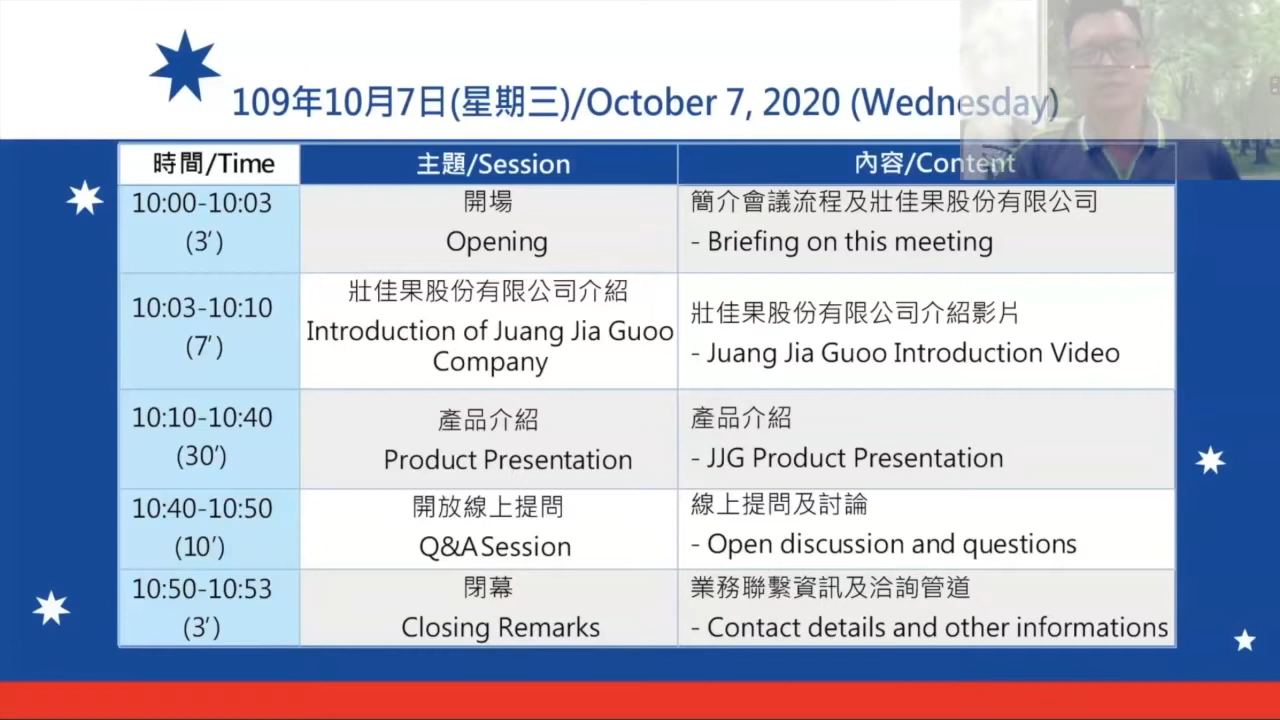 109年10月7日(星期三)/October 7, 2020 (Wednesday)
時間/Time
主題/Session
內容/Content
10:00-10:03
(3’)
開場
Opening
簡介會議流程及壯佳果股份有限公司
- Briefing on this meeting
10:03-10:10
(7’)
壯佳果股份有限公司介紹
Introduction of Juang Jia Guoo
Company
壯佳果股份有限公司介紹影片
- Juang Jia Guoo Introduction Video
10:10-10:40
(30’)
產品介紹
Product Presentation
產品介紹
- JJG Product Presentation
10:40-10:50
(10’)
開放線上提問
Q&A Session
線上提問及討論
- Open discussion and questions
10:50-10:53
(3’)
閉幕
Closing Remarks
業務聯繫資訊及洽詢管道
- Contact details and other informations